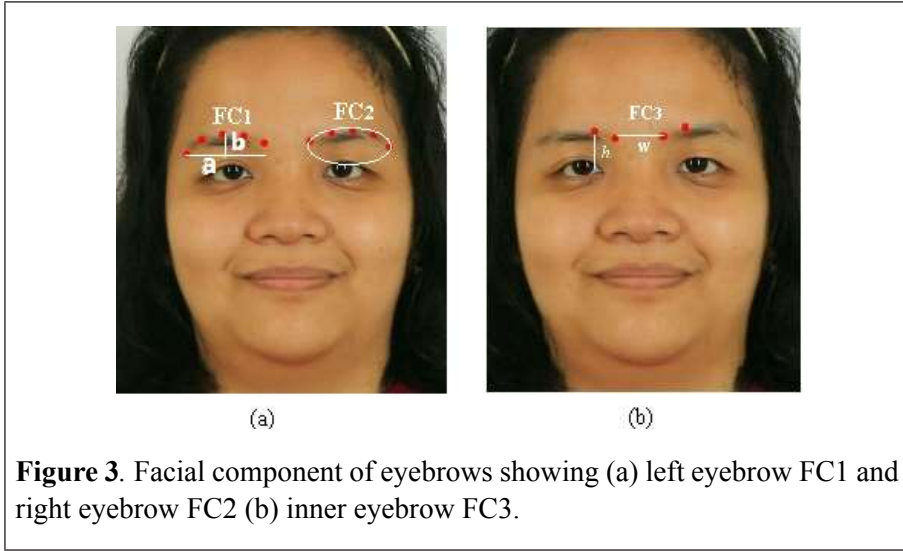 FC1 FC2
b
a
FC3
h w
(a) (b)
Figure 3. Facial component of eyebrows showing (a) left eyebrow FC1 and
right eyebrow FC2 (b) inner eyebrow FC3.